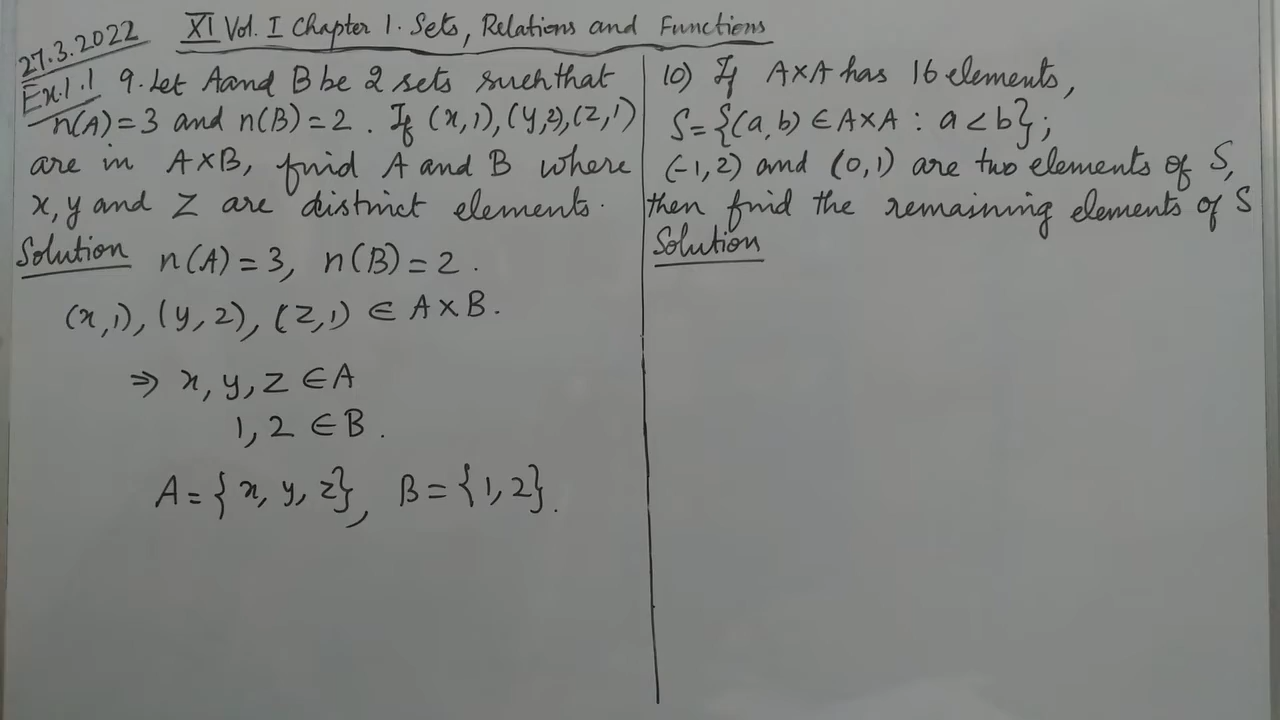 27.3.2022
XI Vol. I Chapter 1. Sets, Relations and Functions
Ex.1.1 9. Let A and B be 2 sets such that
n(A) = 3 and n(B) = 2. If (x,1), (y,2), (z,1)
are in A×B, find A and B where
x, y and z are distinct elements.
Solution n(A) = 3, n(B) = 2.
(x,1), (y,2), (z,1) ∈ A×B.
⇒ x, y, z ∈ A
1, 2 ∈ B.
A = {x, y, z}, B = {1, 2}.
10) If A×A has 16 elements,
S = {(a,b) ∈ A×A : a < b};
(-1,2) and (0,1) are two elements of S,
then find the remaining elements of S
Solution